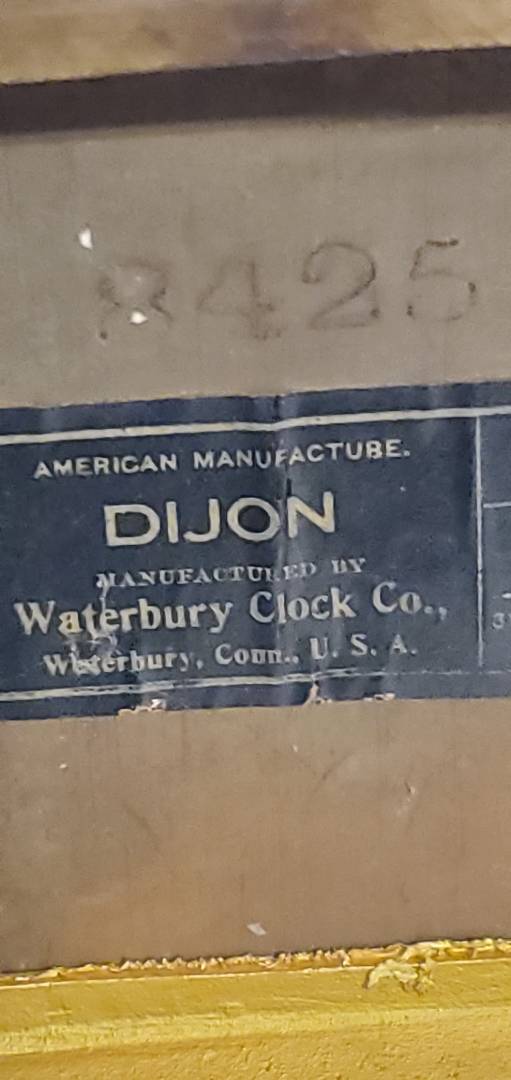 8425
AMERICAN MANUFACTURE.
DIJON
MANUFACTURED BY
Waterbury Clock Co.,
Waterbury, Conn., U. S. A.